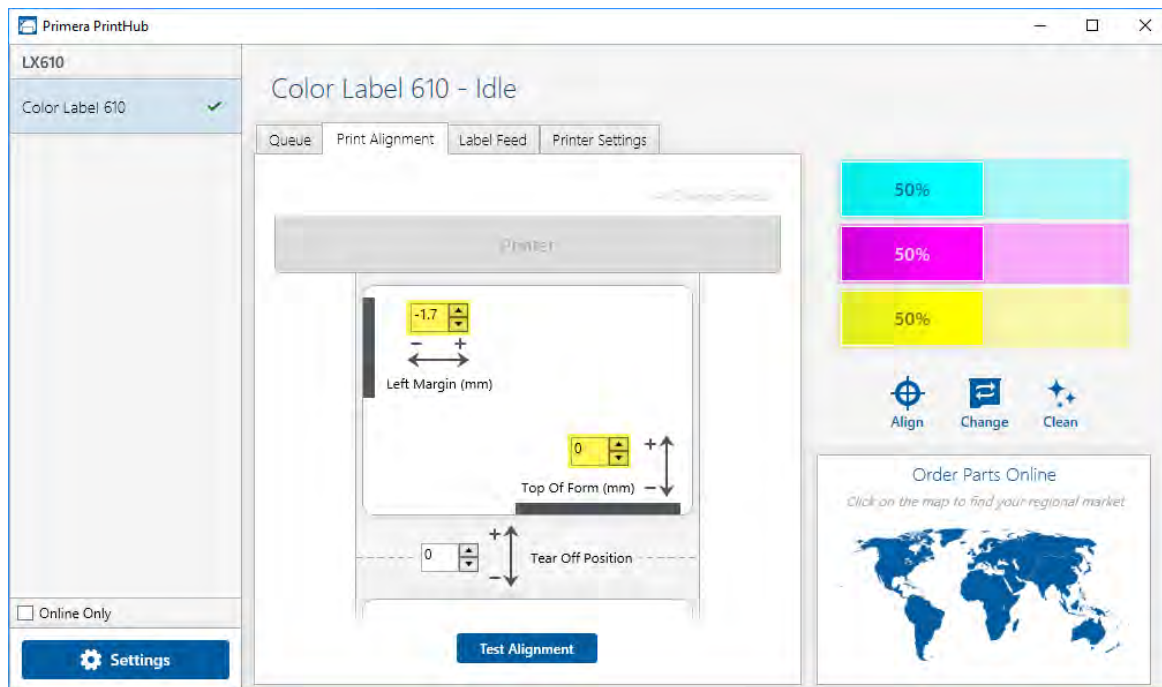 Primera PrintHub
LX610
Color Label 610
Color Label 610 - Idle
Queue
Print Alignment
Label Feed
Printer Settings
Printer
-1.7
- +
Left Margin (mm)
0
+
Top Of Form (mm) -
+
0
Tear Off Position
-
Test Alignment
50%
50%
50%
Align
Change
Clean
Order Parts Online
Click on the map to find your regional market
Online Only
Settings